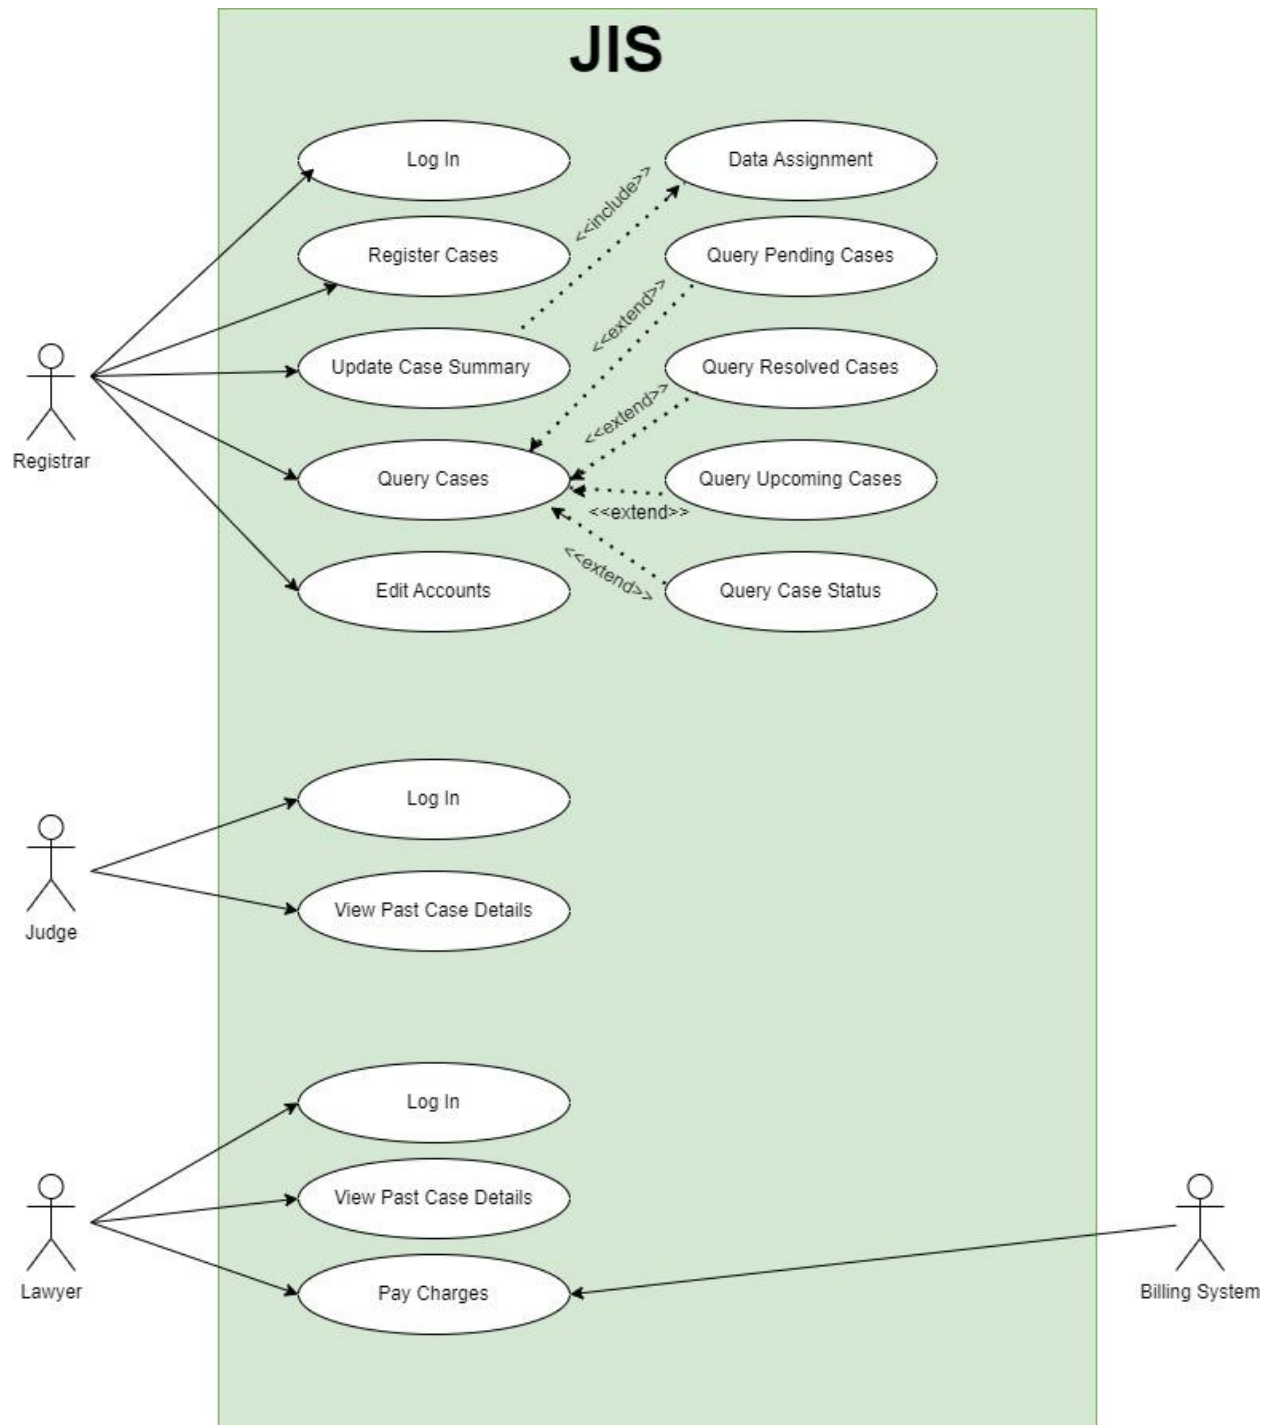 JIS
Log In
Data Assignment
<<include>>
Register Cases
Query Pending Cases
<<extend>>
Update Case Summary
Query Resolved Cases
<<extend>>
Registrar
Query Cases
Query Upcoming Cases
<<extend>>
<<extend>>
Edit Accounts
Query Case Status
Log In
View Past Case Details
Judge
Log In
View Past Case Details
Lawyer
Pay Charges
Billing System